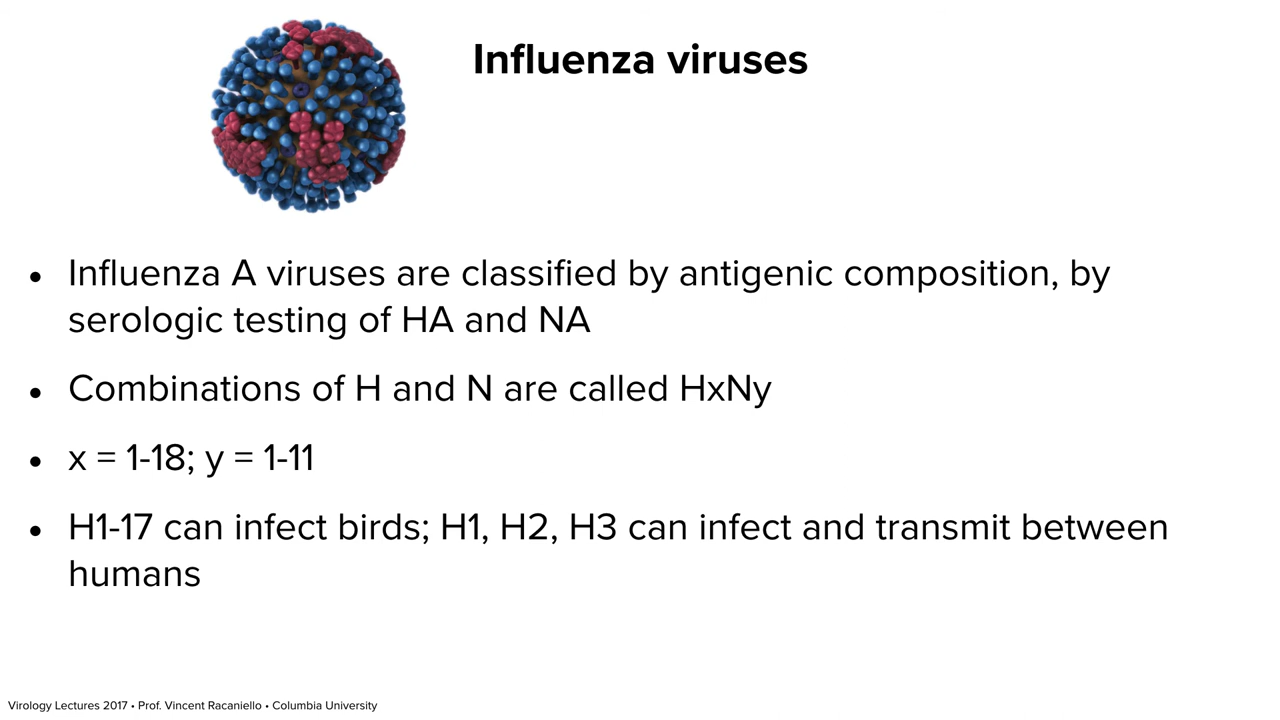 Influenza viruses
• Influenza A viruses are classified by antigenic composition, by
serologic testing of HA and NA
• Combinations of H and N are called HxNy
• x = 1-18; y = 1-11
• H1-17 can infect birds; H1, H2, H3 can infect and transmit between
humans
Virology Lectures 2017 • Prof. Vincent Racaniello • Columbia University